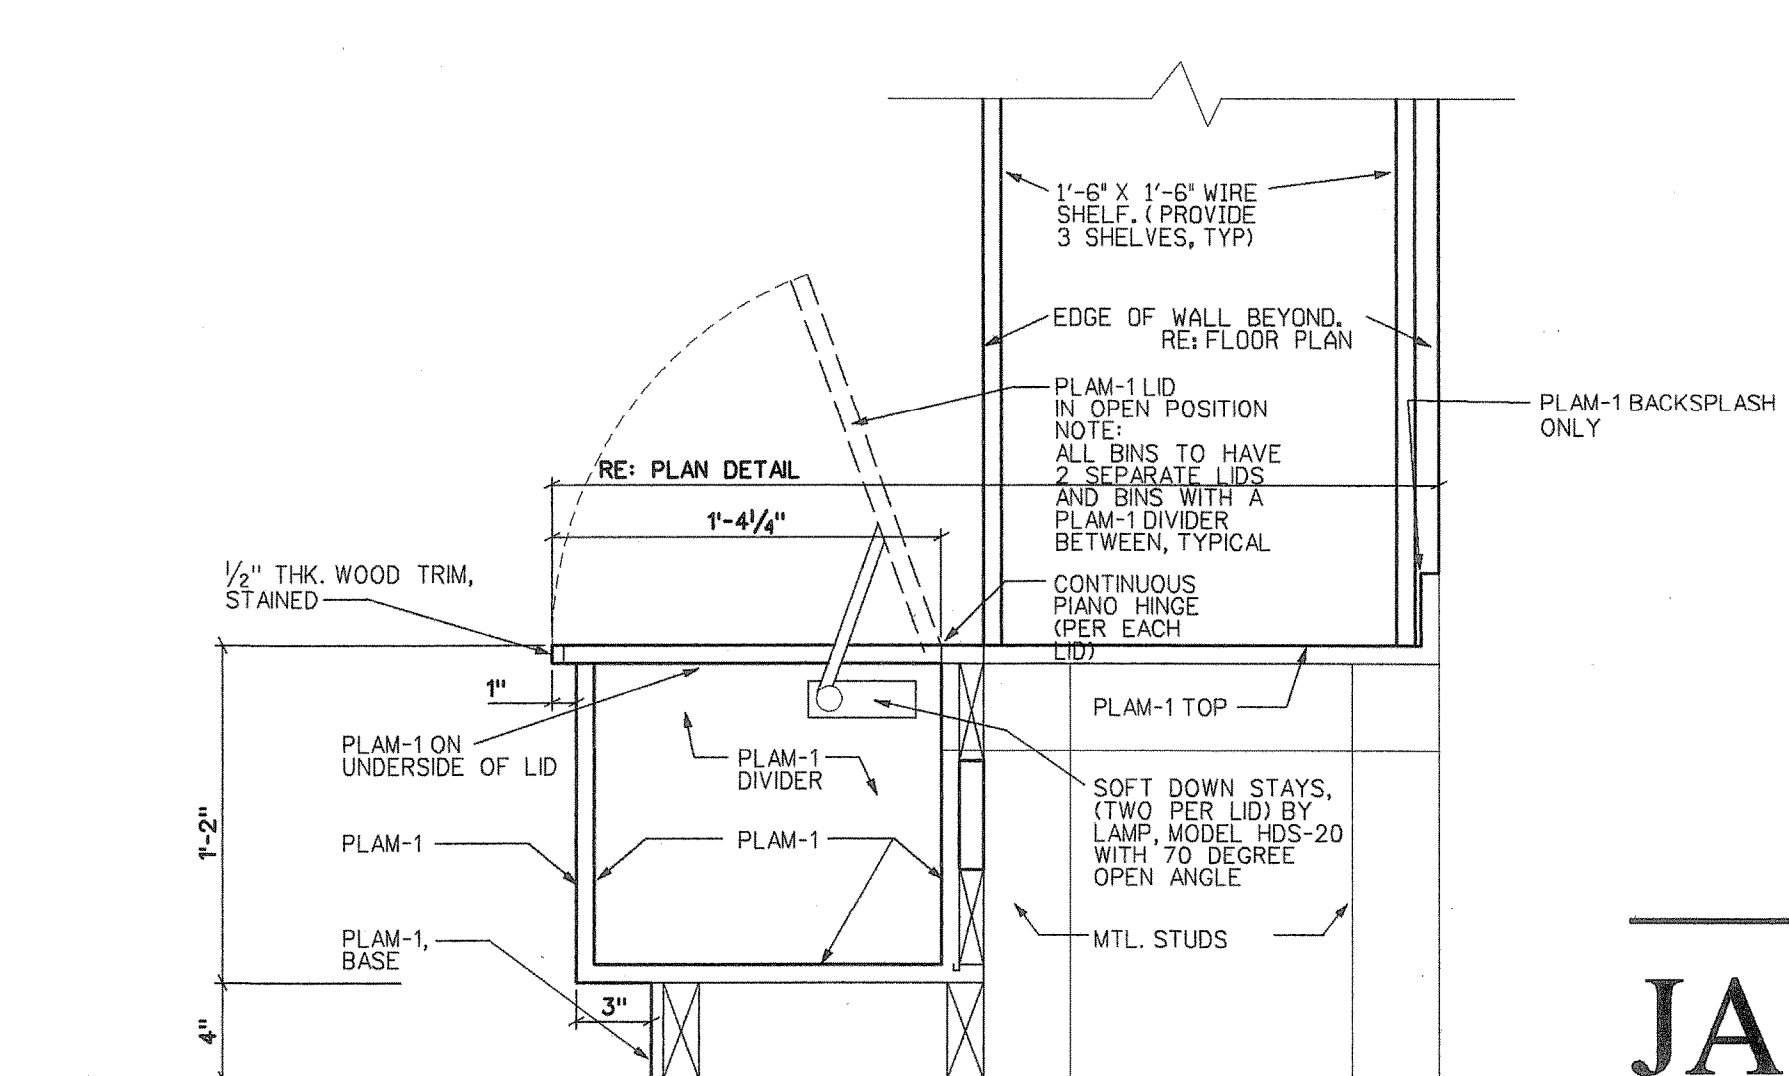 1'-6" X 1'-6" WIRE
SHELF. (PROVIDE
3 SHELVES, TYP)
EDGE OF WALL BEYOND.
RE: FLOOR PLAN
PLAM-1 LID
IN OPEN POSITION
NOTE:
ALL BINS TO HAVE
2 SEPARATE LIDS
AND BINS WITH A
PLAM-1 DIVIDER
BETWEEN, TYPICAL
PLAM-1 BACKSPLASH
ONLY
RE: PLAN DETAIL
1'-4 1/4"
1/2" THK. WOOD TRIM,
STAINED
CONTINUOUS
PIANO HINGE
(PER EACH
LID)
1"
PLAM-1 TOP
PLAM-1 ON
UNDERSIDE OF LID
PLAM-1
DIVIDER
SOFT DOWN STAYS,
(TWO PER LID) BY
LAMP, MODEL HDS-20
WITH 70 DEGREE
OPEN ANGLE
1'-2"
PLAM-1
PLAM-1
PLAM-1,
BASE
MTL. STUDS
3"
4"
JA